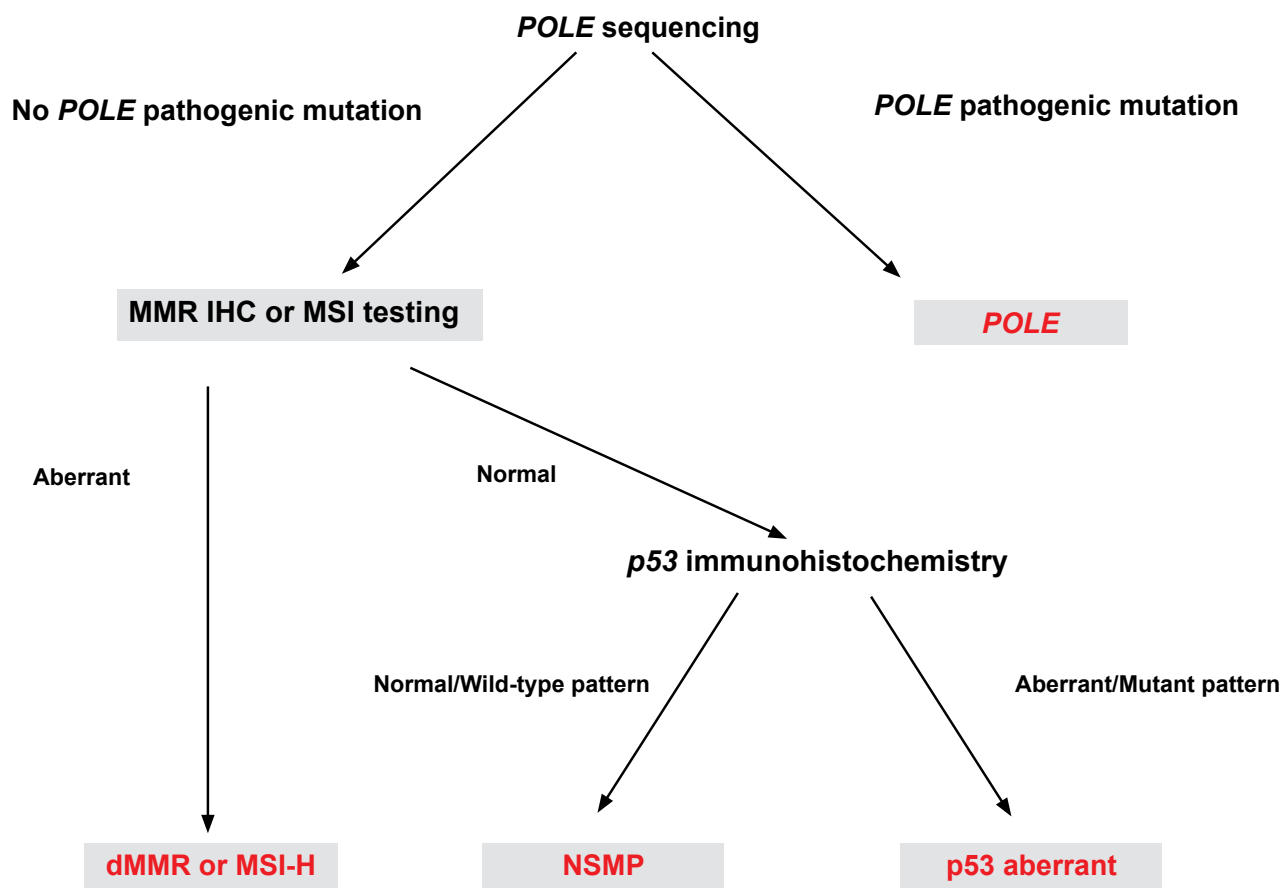 POLE sequencing
No POLE pathogenic mutation
POLE pathogenic mutation
MMR IHC or MSI testing
POLE
Aberrant
Normal
p53 immunohistochemistry
Normal/Wild-type pattern
Aberrant/Mutant pattern
dMMR or MSI-H
NSMP
p53 aberrant